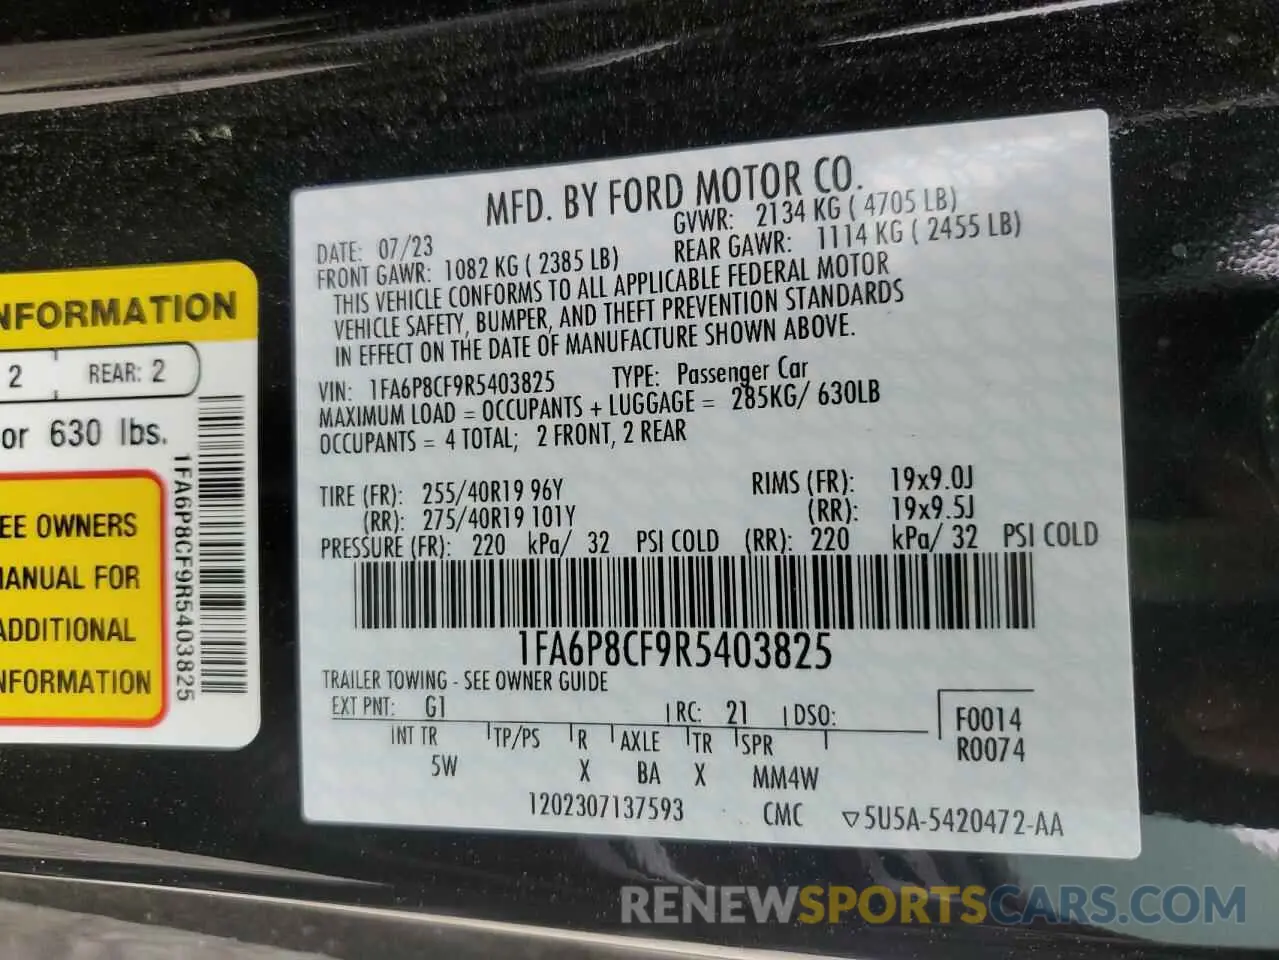 NFORMATION
2 REAR: 2
or 630 lbs.
EE OWNERS
MANUAL FOR
ADDITIONAL
NFORMATION
1FA6P8CF9R5403825
MFD. BY FORD MOTOR CO.
DATE: 07/23 GVWR: 2134 KG ( 4705 LB)
FRONT GAWR: 1082 KG ( 2385 LB) REAR GAWR: 1114 KG ( 2455 LB)
THIS VEHICLE CONFORMS TO ALL APPLICABLE FEDERAL MOTOR
VEHICLE SAFETY, BUMPER, AND THEFT PREVENTION STANDARDS
IN EFFECT ON THE DATE OF MANUFACTURE SHOWN ABOVE.
VIN: 1FA6P8CF9R5403825 TYPE: Passenger Car
MAXIMUM LOAD = OCCUPANTS + LUGGAGE = 285KG/ 630LB
OCCUPANTS = 4 TOTAL; 2 FRONT, 2 REAR
TIRE (FR): 255/40R19 96Y RIMS (FR): 19x9.0J
(RR): 275/40R19 101Y (RR): 19x9.5J
PRESSURE (FR): 220 kPa/ 32 PSI COLD (RR): 220 kPa/ 32 PSI COLD
1FA6P8CF9R5403825
TRAILER TOWING - SEE OWNER GUIDE
EXT PNT: G1 RC: 21 DSO: F0014
INT TR TP/PS R AXLE TR SPR R0074
5W X BA X MM4W
1202307137593 CMC ▽5U5A-5420472-AA
RENEWSPORTSCARS.COM